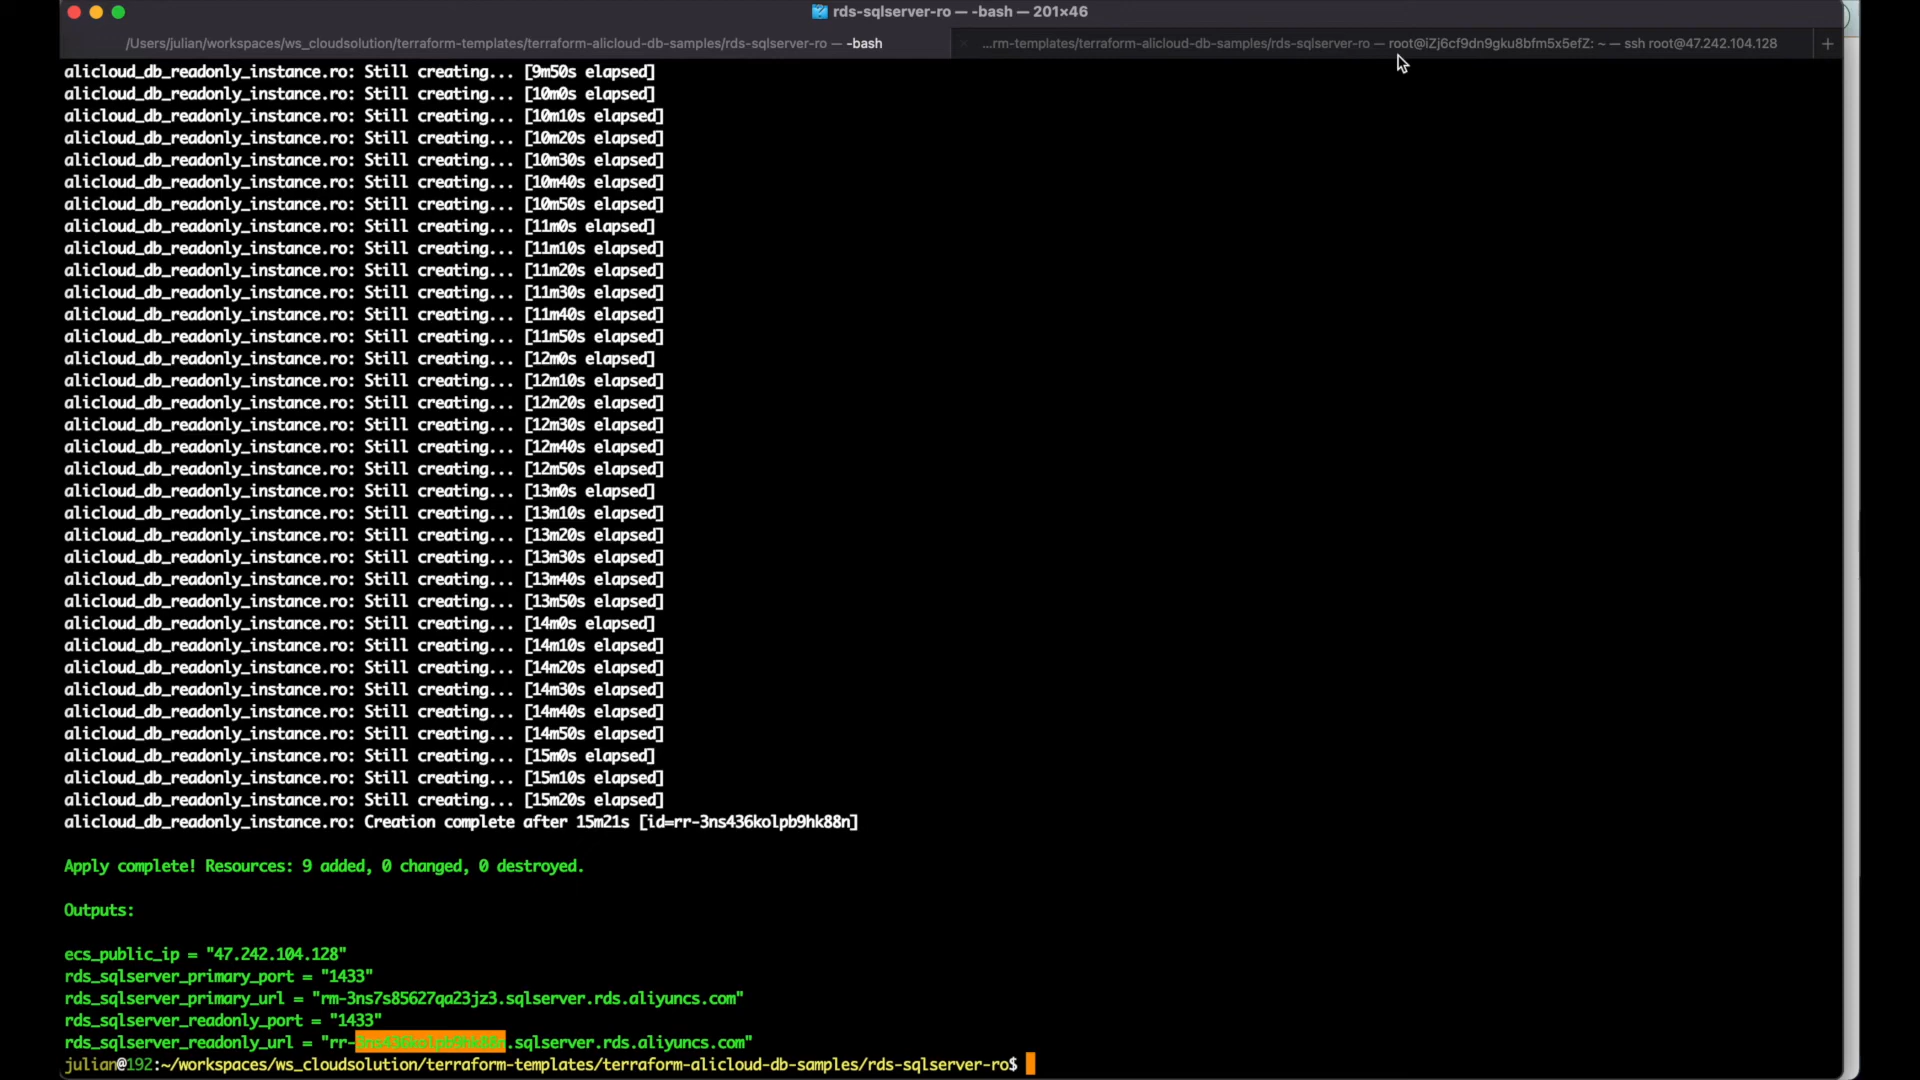 rds-sqlserver-ro — -bash — 201×46
/Users/julian/workspaces/ws_cloudsolution/terraform-templates/terraform-alicloud-db-samples/rds-sqlserver-ro — -bash
...rm-templates/terraform-alicloud-db-samples/rds-sqlserver-ro — root@iZj6cf9dn9gku8bfm5x5efZ: ~ — ssh root@47.242.104.128
alicloud_db_readonly_instance.ro: Still creating... [9m50s elapsed]
alicloud_db_readonly_instance.ro: Still creating... [10m0s elapsed]
alicloud_db_readonly_instance.ro: Still creating... [10m10s elapsed]
alicloud_db_readonly_instance.ro: Still creating... [10m20s elapsed]
alicloud_db_readonly_instance.ro: Still creating... [10m30s elapsed]
alicloud_db_readonly_instance.ro: Still creating... [10m40s elapsed]
alicloud_db_readonly_instance.ro: Still creating... [10m50s elapsed]
alicloud_db_readonly_instance.ro: Still creating... [11m0s elapsed]
alicloud_db_readonly_instance.ro: Still creating... [11m10s elapsed]
alicloud_db_readonly_instance.ro: Still creating... [11m20s elapsed]
alicloud_db_readonly_instance.ro: Still creating... [11m30s elapsed]
alicloud_db_readonly_instance.ro: Still creating... [11m40s elapsed]
alicloud_db_readonly_instance.ro: Still creating... [11m50s elapsed]
alicloud_db_readonly_instance.ro: Still creating... [12m0s elapsed]
alicloud_db_readonly_instance.ro: Still creating... [12m10s elapsed]
alicloud_db_readonly_instance.ro: Still creating... [12m20s elapsed]
alicloud_db_readonly_instance.ro: Still creating... [12m30s elapsed]
alicloud_db_readonly_instance.ro: Still creating... [12m40s elapsed]
alicloud_db_readonly_instance.ro: Still creating... [12m50s elapsed]
alicloud_db_readonly_instance.ro: Still creating... [13m0s elapsed]
alicloud_db_readonly_instance.ro: Still creating... [13m10s elapsed]
alicloud_db_readonly_instance.ro: Still creating... [13m20s elapsed]
alicloud_db_readonly_instance.ro: Still creating... [13m30s elapsed]
alicloud_db_readonly_instance.ro: Still creating... [13m40s elapsed]
alicloud_db_readonly_instance.ro: Still creating... [13m50s elapsed]
alicloud_db_readonly_instance.ro: Still creating... [14m0s elapsed]
alicloud_db_readonly_instance.ro: Still creating... [14m10s elapsed]
alicloud_db_readonly_instance.ro: Still creating... [14m20s elapsed]
alicloud_db_readonly_instance.ro: Still creating... [14m30s elapsed]
alicloud_db_readonly_instance.ro: Still creating... [14m40s elapsed]
alicloud_db_readonly_instance.ro: Still creating... [14m50s elapsed]
alicloud_db_readonly_instance.ro: Still creating... [15m0s elapsed]
alicloud_db_readonly_instance.ro: Still creating... [15m10s elapsed]
alicloud_db_readonly_instance.ro: Still creating... [15m20s elapsed]
alicloud_db_readonly_instance.ro: Creation complete after 15m21s [id=rr-3ns436kolpb9hk88n]
Apply complete! Resources: 9 added, 0 changed, 0 destroyed.
Outputs:
ecs_public_ip = "47.242.104.128"
rds_sqlserver_primary_port = "1433"
rds_sqlserver_primary_url = "rm-3ns7s85627qa23jz3.sqlserver.rds.aliyuncs.com"
rds_sqlserver_readonly_port = "1433"
rds_sqlserver_readonly_url = "rr-3ns436kolpb9hk88n.sqlserver.rds.aliyuncs.com"
julian@192:~/workspaces/ws_cloudsolution/terraform-templates/terraform-alicloud-db-samples/rds-sqlserver-ro$